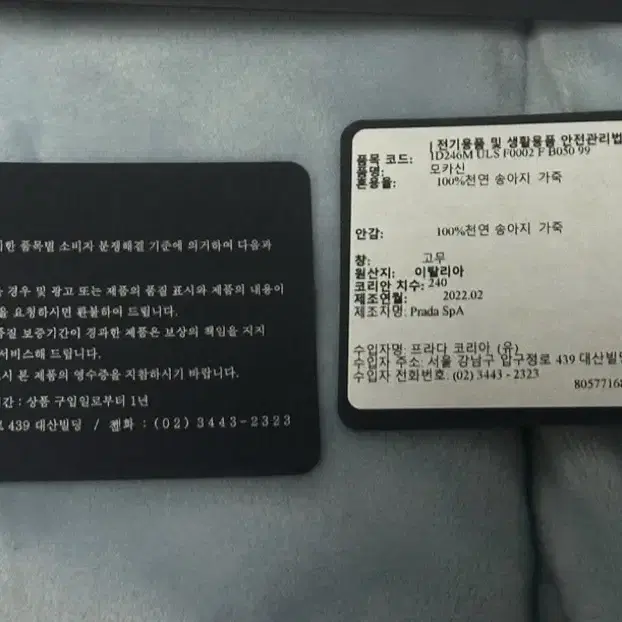 한 품목별 소비자 분쟁해결 기준에 의거하여 다음과
경우 및 광고 또는 제품의 품질 표시와 제품의 내용이
을 요청하시면 환불하여 드립니다.
품질 보증기간이 경과한 제품은 보상의 책임을 지지
서비스해 드립니다.
시 본 제품의 영수증을 지참하시기 바랍니다.
간 : 상품 구입일로부터 1년
439 대산빌딩 / 전화 : (02) 3443-2323
[전기용품 및 생활용품 안전관리법
품목 코드: 1D246M ULS F0002 F B050 99
품명: 모카신
혼용율: 100%천연 송아지 가죽
안감: 100%천연 송아지 가죽
창: 고무
원산지: 이탈리아
코리안 치수: 240
제조연월: 2022.02
제조자명: Prada SpA
수입자명: 프라다 코리아 (유)
수입자 주소: 서울 강남구 압구정로 439 대산빌딩
수입자 전화번호. (02) 3443 - 2323
8057716